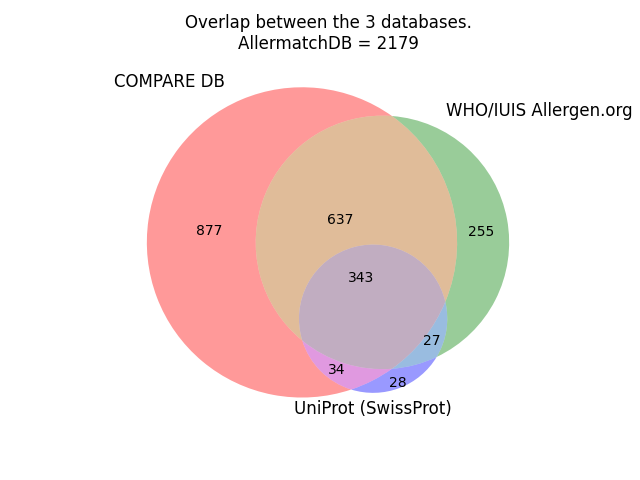 Overlap between the 3 databases.
AllermatchDB = 2179
COMPARE DB
WHO/IUIS Allergen.org
637
877
255
343
27
34
28
UniProt (SwissProt)